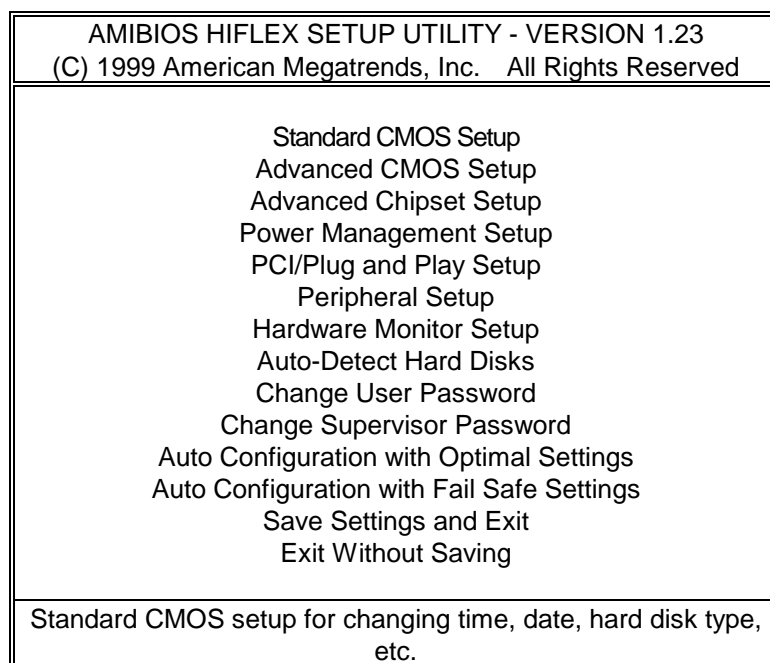 AMIBIOS HIFLEX SETUP UTILITY - VERSION 1.23
(C) 1999 American Megatrends, Inc. All Rights Reserved
Standard CMOS Setup
Advanced CMOS Setup
Advanced Chipset Setup
Power Management Setup
PCI/Plug and Play Setup
Peripheral Setup
Hardware Monitor Setup
Auto-Detect Hard Disks
Change User Password
Change Supervisor Password
Auto Configuration with Optimal Settings
Auto Configuration with Fail Safe Settings
Save Settings and Exit
Exit Without Saving
Standard CMOS setup for changing time, date, hard disk type,
etc.